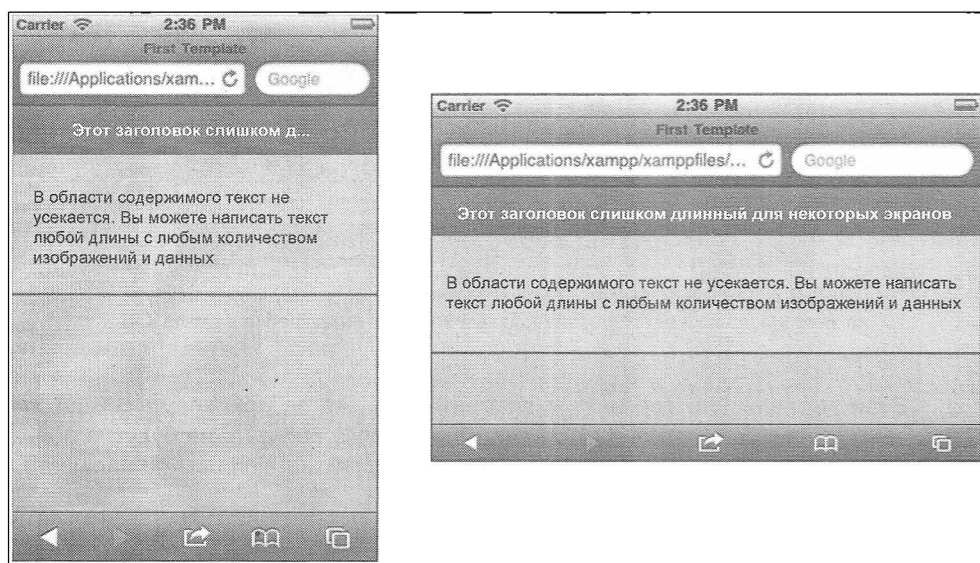 Carrier 2:36 PM
First Template
file:///Applications/xam... Google
Этот заголовок слишком д...
В области содержимого текст не
усекается. Вы можете написать текст
любой длины с любым количеством
изображений и данных
Carrier 2:36 PM
First Template
file:///Applications/xampp/xamppfiles/... Google
Этот заголовок слишком длинный для некоторых экранов
В области содержимого текст не усекается. Вы можете написать
текст любой длины с любым количеством изображений и данных